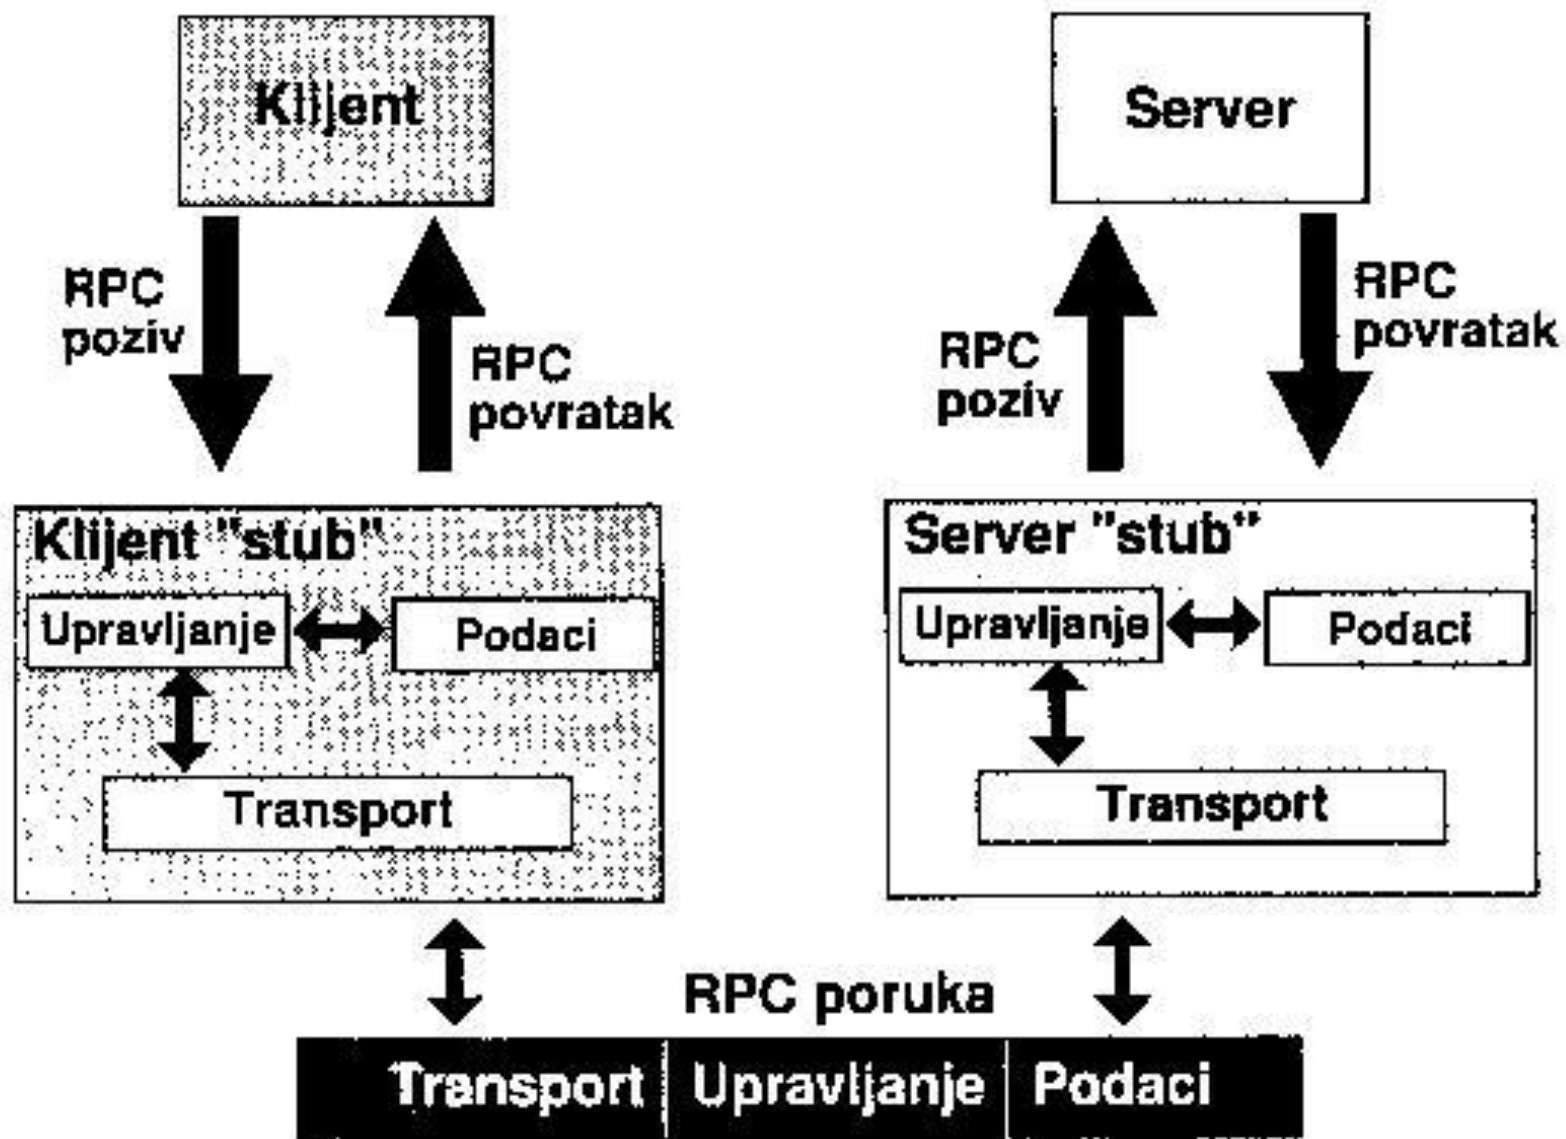 Klijent
Server
RPC
poziv
RPC
povratak
RPC
poziv
RPC
povratak
Klijent "stub"
Upravljanje
Podaci
Transport
Server "stub"
Upravljanje
Podaci
Transport
RPC poruka
Transport
Upravljanje
Podaci